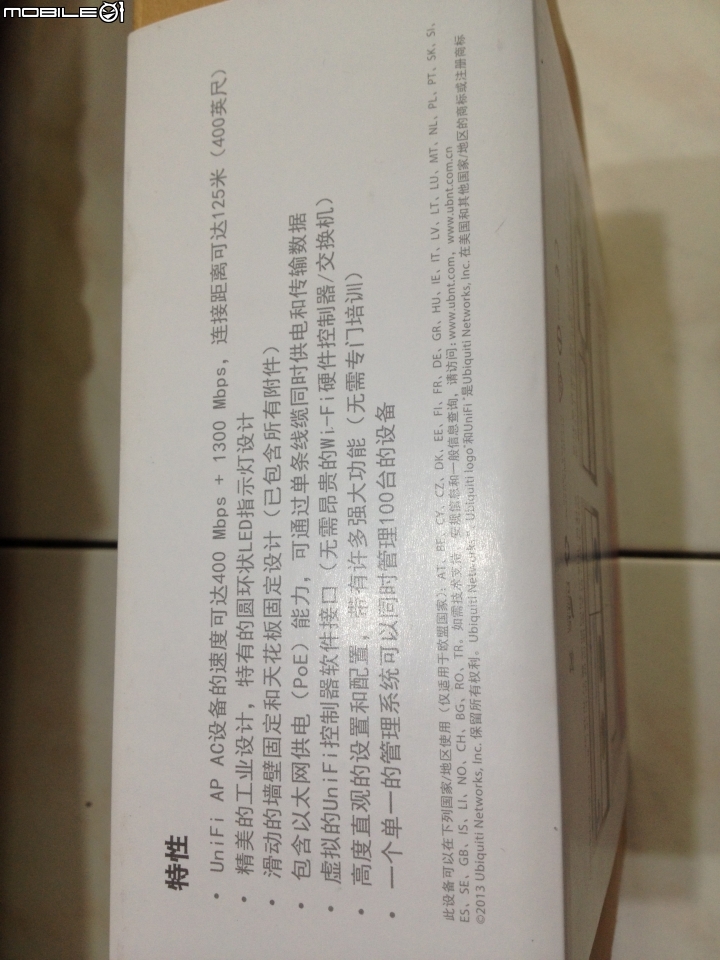 MOBILE01
特性
• UniFi AP AC设备的速度可达400 Mbps + 1300 Mbps，连接距离可达125米（400英尺）
• 精美的工业设计，特有的圆环状LED指示灯设计
• 滑动的墙壁固定和天花板固定设计（已包含所有附件）
• 包含以太网供电（PoE）能力，可通过单条线缆同时供电和传输数据
• 虚拟的UniFi控制器软件接口（无需昂贵的Wi-Fi硬件控制器/交换机）
• 高度直观的设置和配置，带有许多强大功能（无需专门培训）
• 一个单一的管理系统可以同时管理100台的设备
此设备可以在下列国家/地区使用（仅适用于欧盟国家）：AT、BE、CY、CZ、DK、EE、FI、FR、DE、GR、HU、IE、IT、LV、LT、LU、MT、NL、PL、PT、SK、SI、
ES、SE、GB、IS、LI、NO、CH、BG、RO、TR。如需技术支持、安规信息和一般信息查询，请访问：www.ubnt.com，www.ubnt.com.cn
©2013 Ubiquiti Networks, Inc. 保留所有权利。Ubiquiti Networks™、Ubiquiti logo™和UniFi™是Ubiquiti Networks, Inc. 在美国和其他国家/地区的商标或注册商标